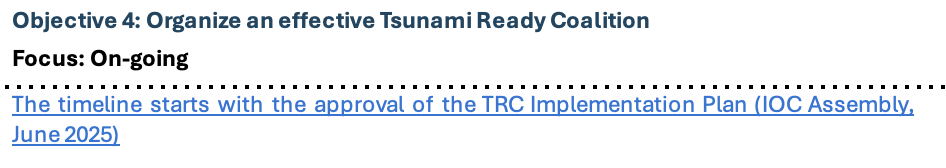 Objective 4: Organize an effective Tsunami Ready Coalition
Focus: On-going
The timeline starts with the approval of the TRC Implementation Plan (IOC Assembly,
June 2025)